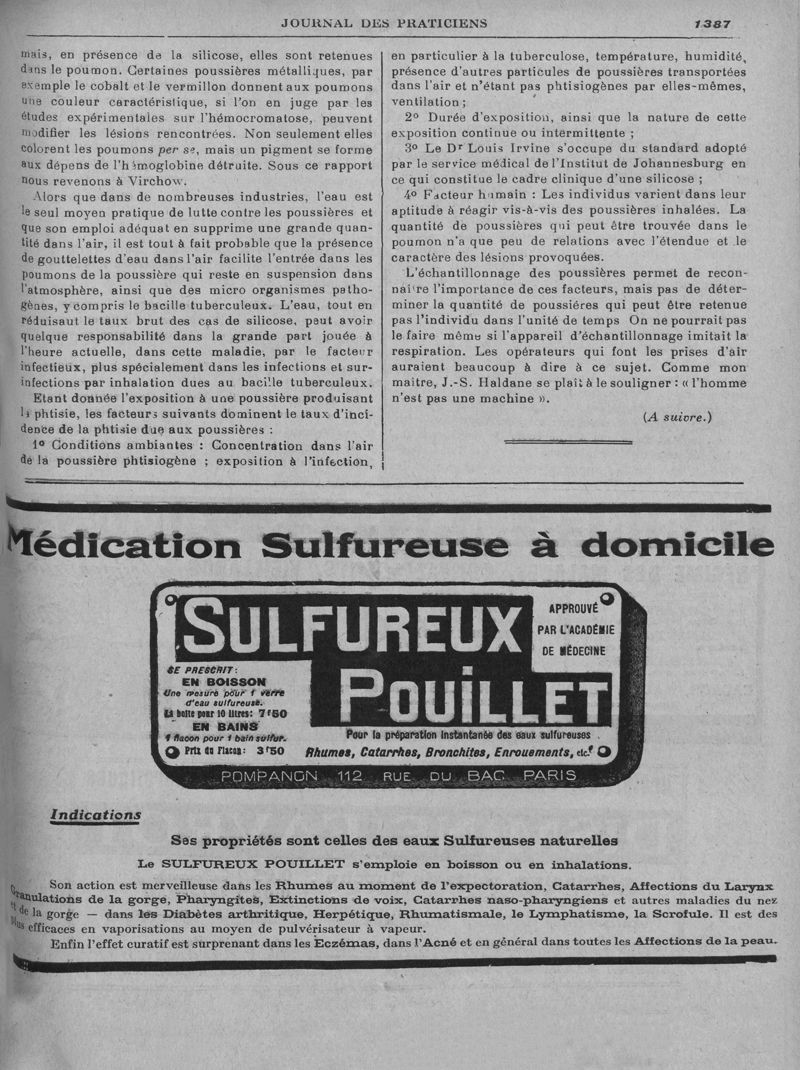 JOURNAL DES PRATICIENS 1387
mais, en présence de la silicose, elles sont retenues
dans le poumon. Certaines poussières métalliques, par
exemple le cobalt et le vermillon donnent aux poumons
une couleur caractéristique, si l'on en juge par les
études expérimentales sur l'hémocromatose, peuvent
modifier les lésions rencontrées. Non seulement elles
colorent les poumons per se, mais un pigment se forme
aux dépens de l'hémoglobine détruite. Sous ce rapport
nous revenons à Virchow.
Alors que dans de nombreuses industries, l'eau est
le seul moyen pratique de lutte contre les poussières et
que son emploi adéquat en supprime une grande quan-
tité dans l'air, il est tout à fait probable que la présence
de gouttelettes d'eau dans l'air facilite l'entrée dans les
poumons de la poussière qui reste en suspension dans
l'atmosphère, ainsi que des micro organismes patho-
gènes, y compris le bacille tuberculeux. L'eau, tout en
réduisaut le taux brut des cas de silicose, peut avoir
quelque responsabilité dans la grande part jouée à
l'heure actuelle, dans cette maladie, par le facteur
infectieux, plus spécialement dans les infections et sur-
infections par inhalation dues au bacille tuberculeux.
Etant donnée l'exposition à une poussière produisant
la phtisie, les facteurs suivants dominent le taux d'inci-
dence de la phtisie due aux poussières :
1º Conditions ambiantes : Concentration dans l'air
de la poussière phtisiogène ; exposition à l'infection,
en particulier à la tuberculose, température, humidité,
présence d'autres particules de poussières transportées
dans l'air et n'étant pas phtisiogènes par elles-mêmes,
ventilation ;
2º Durée d'exposition, ainsi que la nature de cette
exposition continue ou intermittente ;
3º Le Dr Louis Irvine s'occupe du standard adopté
par le service médical de l'Institut de Johannesburg en
ce qui constitue le cadre clinique d'une silicose ;
4º Facteur humain : Les individus varient dans leur
aptitude à réagir vis-à-vis des poussières inhalées. La
quantité de poussières qui peut être trouvée dans le
poumon n'a que peu de relations avec l'étendue et le
caractère des lésions provoquées.
L'échantillonnage des poussières permet de recon-
naître l'importance de ces facteurs, mais pas de déter-
miner la quantité de poussiéres qui peut être retenue
pas l'individu dans l'unité de temps On ne pourrait pas
le faire même si l'appareil d'échantillonnage imitait la
respiration. Les opérateurs qui font les prises d'air
auraient beaucoup à dire à ce sujet. Comme mon
maître, J.-S. Haldane se plaît à le souligner : « l'homme
n'est pas une machine ».
(A suivre.)
Médication Sulfureuse à domicile
SULFUREUX
POUILLET
APPROUVÉ
PAR L'ACADÉMIE
DE MÉDECINE
SE PRESCRIT :
EN BOISSON
Une mesure pour 1 verre
d'eau sulfureuse.
La boîte pour 10 litres : 7f50
EN BAINS
1 flacon pour 1 bain sulfur.
Prix du Flacon : 3f50
Pour la préparation instantanée des eaux sulfureuses
Rhumes, Catarrhes, Bronchites, Enrouements, etc.
POMPANON 112 RUE DU BAC PARIS
Indications
Ses propriétés sont celles des eaux Sulfureuses naturelles
Le SULFUREUX POUILLET s'emploie en boisson ou en inhalations.
Son action est merveilleuse dans les Rhumes au moment de l'expectoration, Catarrhes, Affections du Larynx
Granulations de la gorge, Pharyngites, Extinctions de voix, Catarrhes naso-pharyngiens et autres maladies du nez
et de la gorge — dans les Diabètes arthritique, Herpétique, Rhumatismale, le Lymphatisme, la Scrofule. Il est des
plus efficaces en vaporisations au moyen de pulvérisateur à vapeur.
Enfin l'effet curatif est surprenant dans les Eczémas, dans l'Acné et en général dans toutes les Affections de la peau.